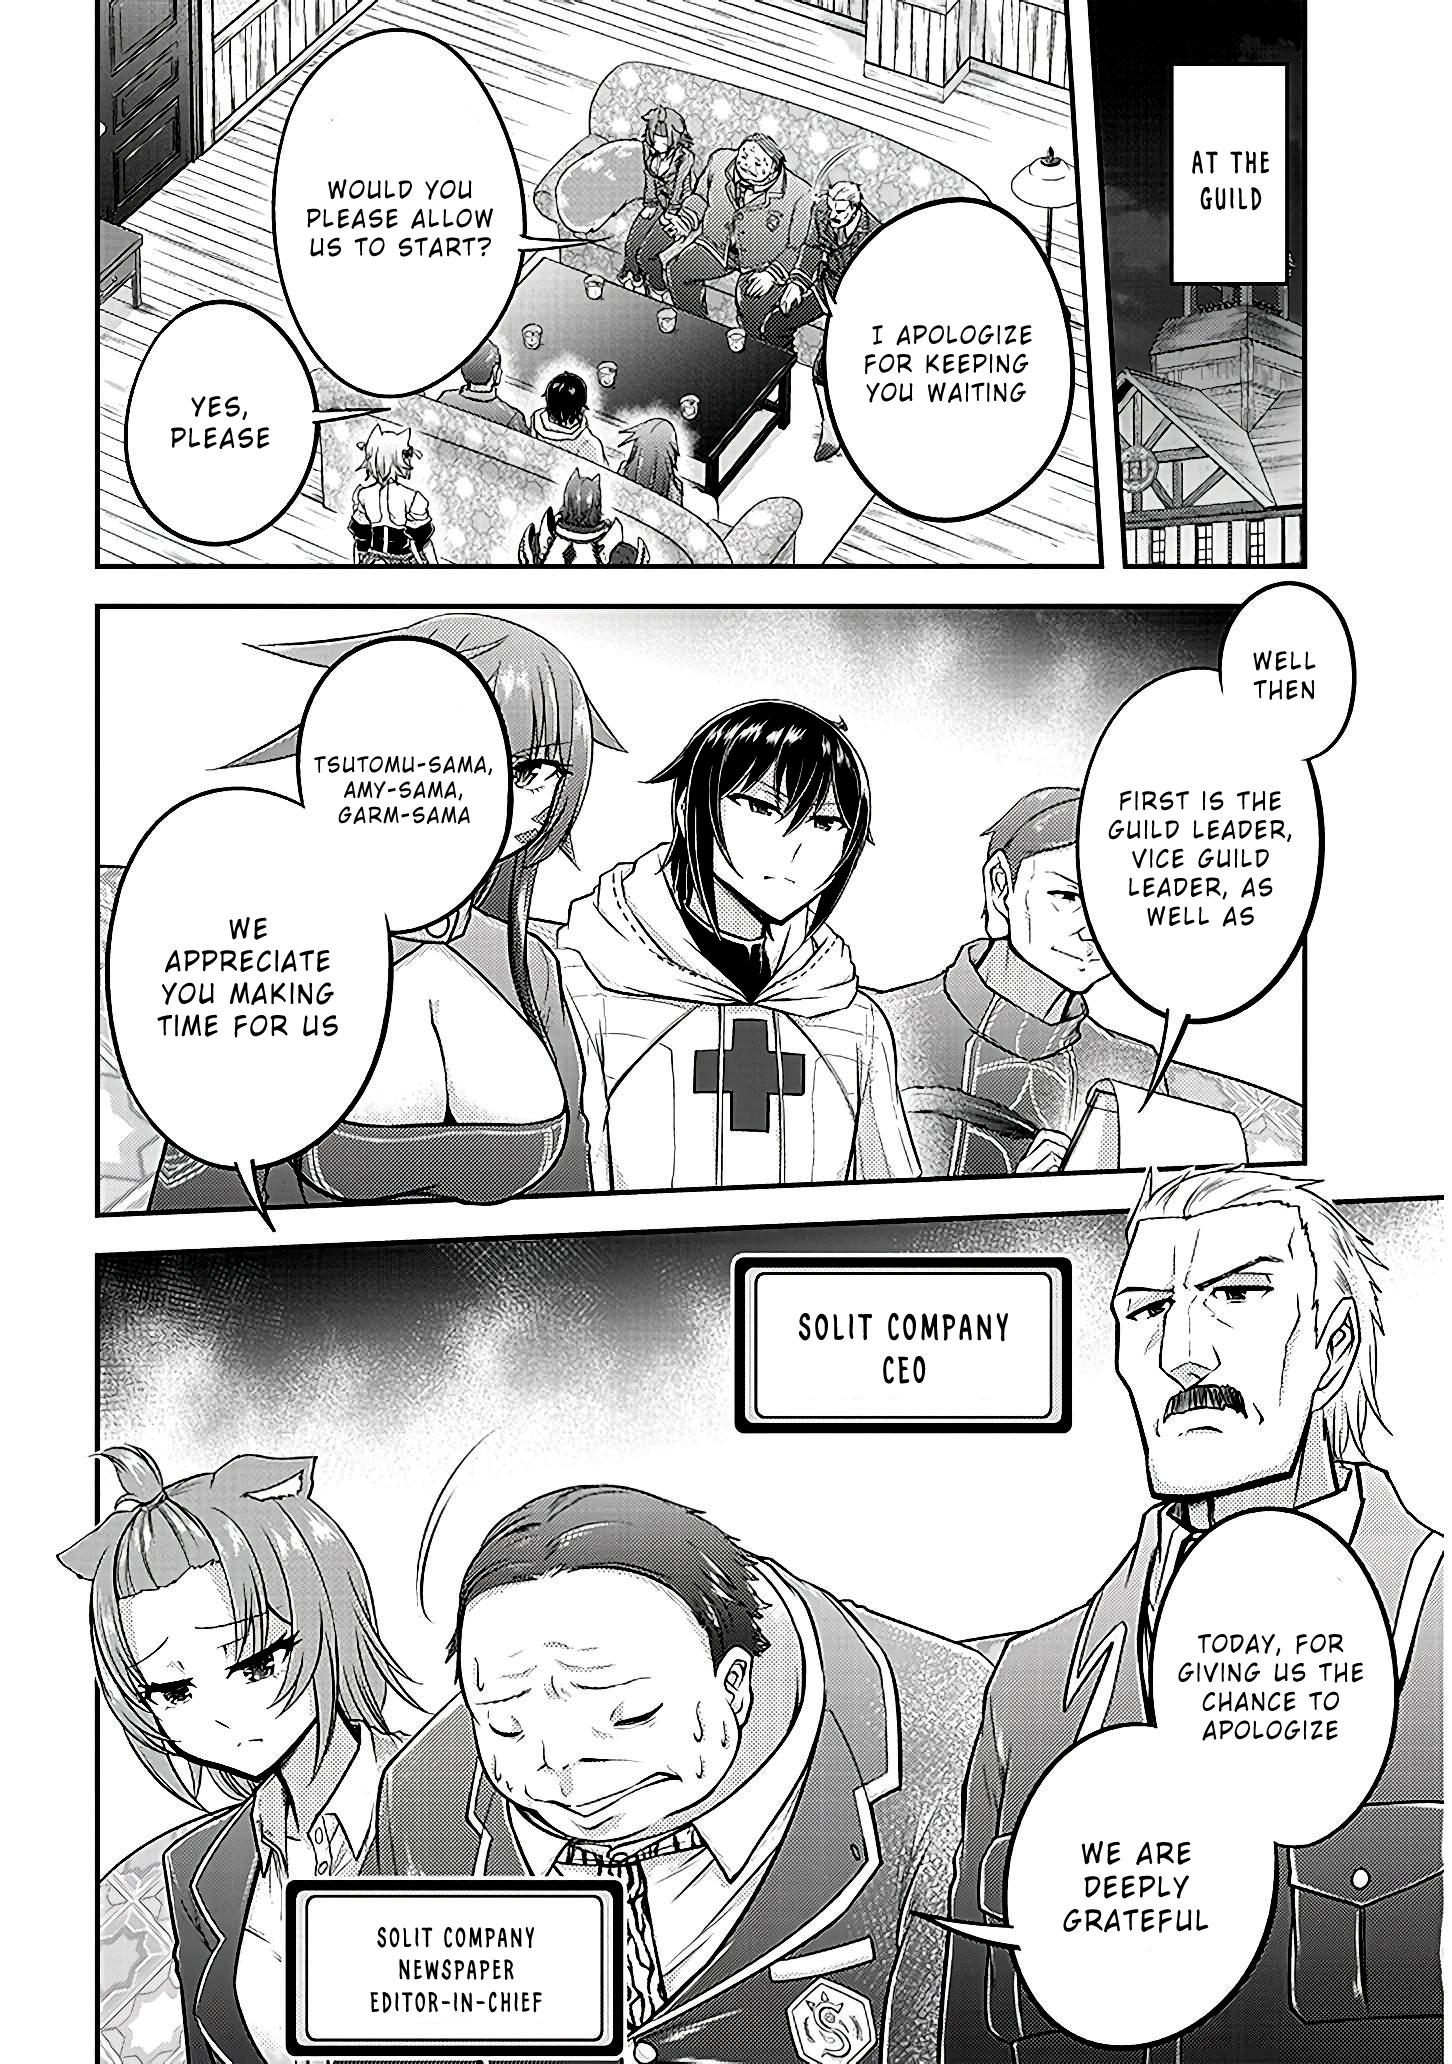 AT THE
GUILD
I APOLOGIZE
FOR KEEPING
YOU WAITING
WOULD YOU
PLEASE ALLOW
US TO START?
YES,
PLEASE
WELL
THEN
FIRST IS THE
GUILD LEADER,
VICE GUILD
LEADER, AS
WELL AS
TSUTOMU-SAMA,
AMY-SAMA,
GARM-SAMA
WE
APPRECIATE
YOU MAKING
TIME FOR US
SOLIT COMPANY
CEO
TODAY, FOR
GIVING US THE
CHANCE TO
APOLOGIZE
WE ARE
DEEPLY
GRATEFUL
SOLIT COMPANY
NEWSPAPER
EDITOR-IN-CHIEF